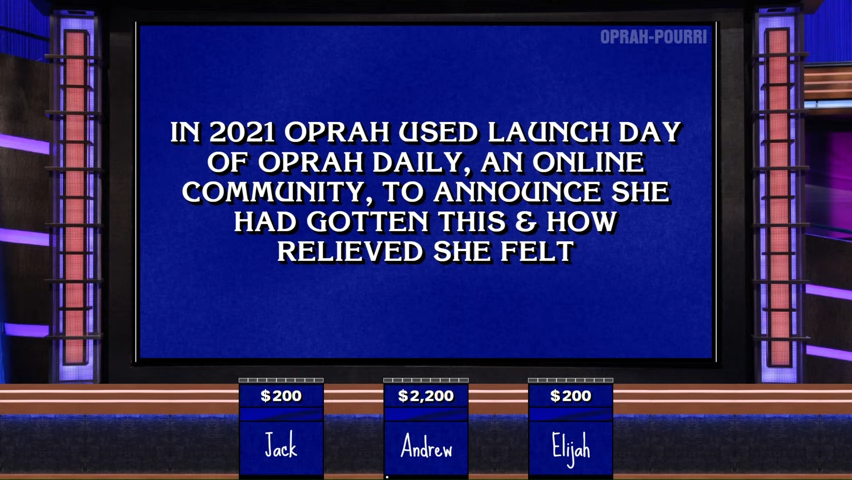 OPRAH-POURRI
IN 2021 OPRAH USED LAUNCH DAY
OF OPRAH DAILY, AN ONLINE
COMMUNITY, TO ANNOUNCE SHE
HAD GOTTEN THIS & HOW
RELIEVED SHE FELT
$200
$2,200
$200
Jack
Andrew
Elijah